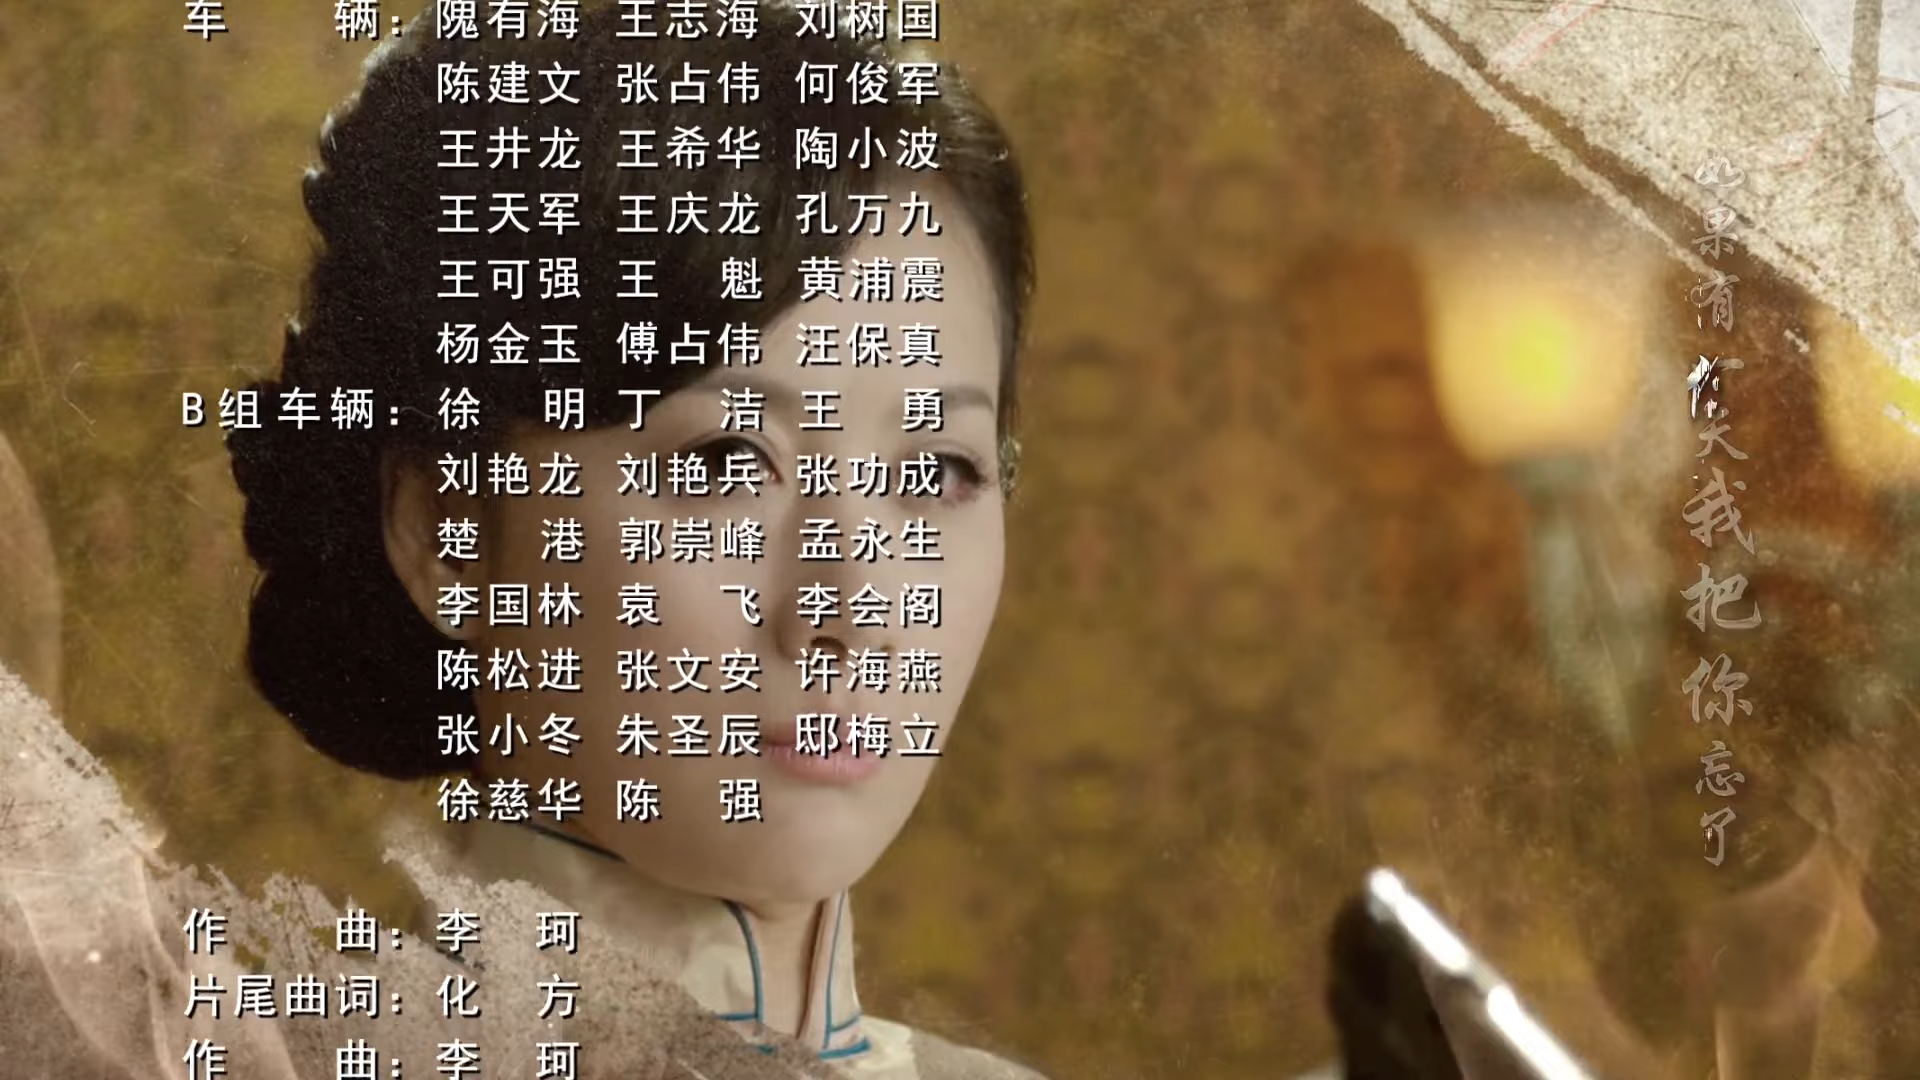 车　　辆：隗有海 王志海 刘树国
陈建文 张占伟 何俊军
王井龙 王希华 陶小波
王天军 王庆龙 孔万九
王可强 王　魁 黄浦震
杨金玉 傅占伟 汪保真
B组车辆：徐　明 丁　洁 王　勇
刘艳龙 刘艳兵 张功成
楚　港 郭崇峰 孟永生
李国林 袁　飞 李会阁
陈松进 张文安 许海燕
张小冬 朱圣辰 邸梅立
徐慈华 陈　强
作　　曲：李　珂
片尾曲词：化　方
作　　曲：李　珂
如果有一天我把你忘了